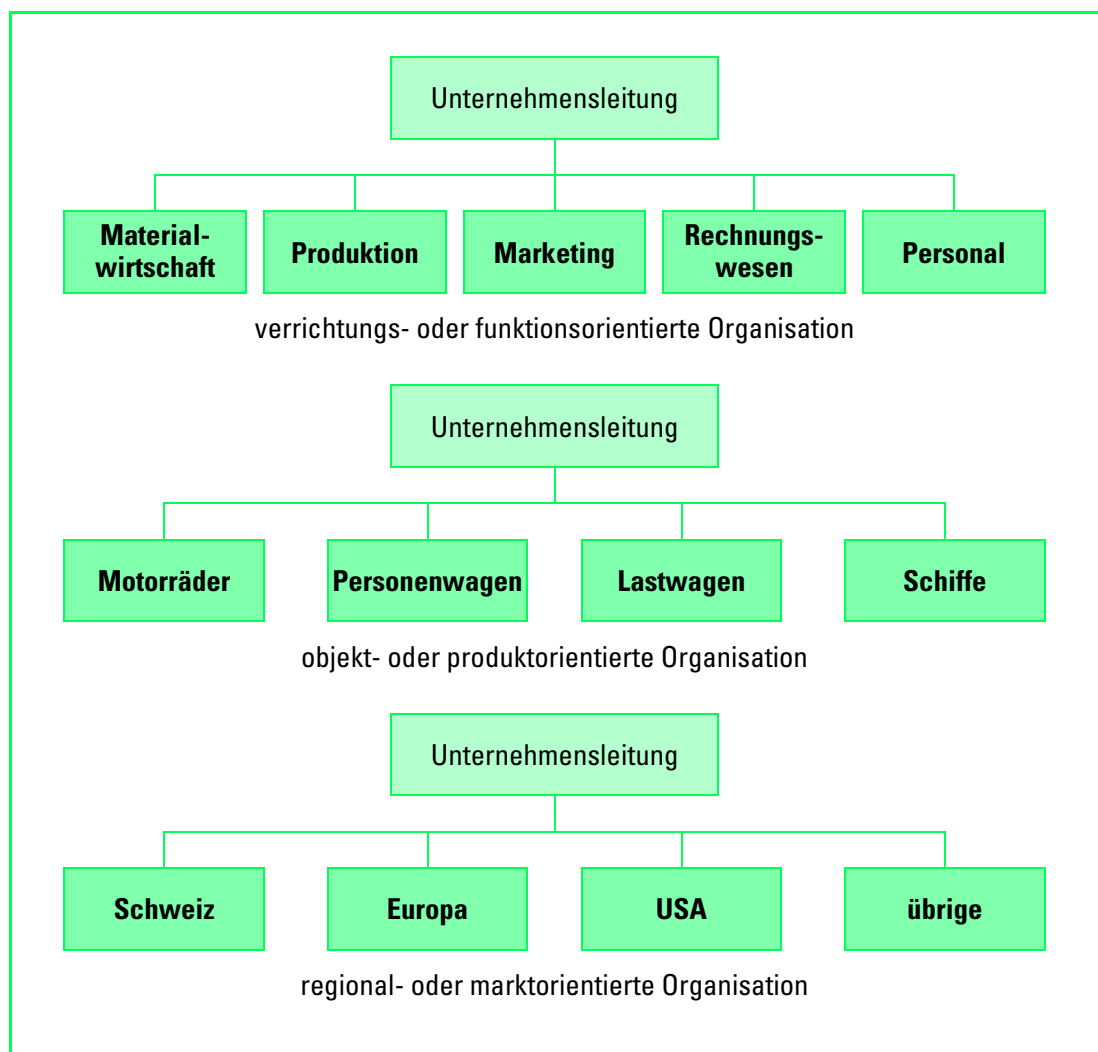 Unternehmensleitung
Material-
wirtschaft
Produktion
Marketing
Rechnungs-
wesen
Personal
verrichtungs- oder funktionsorientierte Organisation
Unternehmensleitung
Motorräder
Personenwagen
Lastwagen
Schiffe
objekt- oder produktorientierte Organisation
Unternehmensleitung
Schweiz
Europa
USA
übrige
regional- oder marktorientierte Organisation